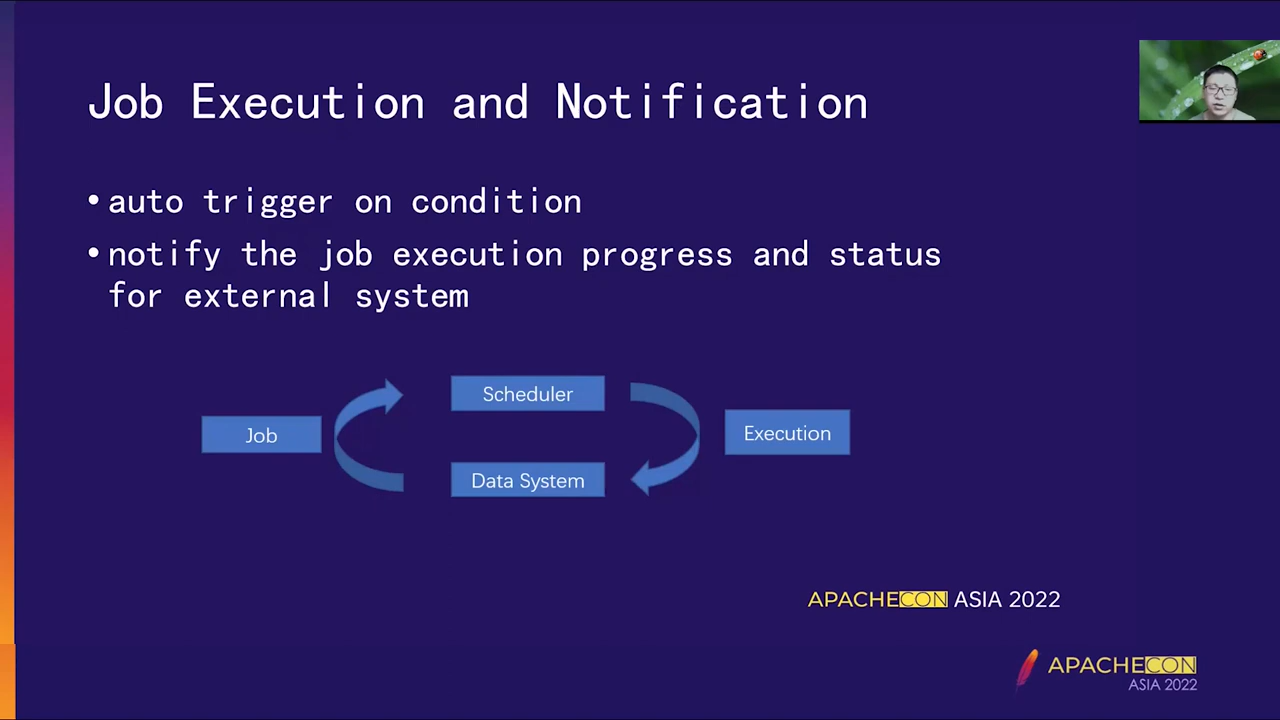 Job Execution and Notification
• auto trigger on condition
• notify the job execution progress and status
for external system
Job
Scheduler
Data System
Execution
APACHECON ASIA 2022
APACHECON
ASIA 2022